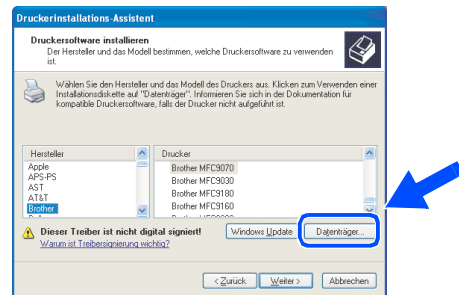 Druckerinstallations-Assistent
Druckersoftware installieren
Der Hersteller und das Modell bestimmen, welche Druckersoftware zu verwenden
ist.
Wählen Sie den Hersteller und das Modell des Druckers aus. Klicken zum Verwenden einer
Installationsdiskette auf "Datenträger". Informieren Sie sich in der Dokumentation für
kompatible Druckersoftware, falls der Drucker nicht aufgeführt ist.
Hersteller
Apple
APS-PS
AST
AT&T
Brother
Drucker
Brother MFC9070
Brother MFC9030
Brother MFC9180
Brother MFC9160
Dieser Treiber ist nicht digital signiert!
Warum ist Treibersignierung wichtig?
Windows Update
Datenträger...
< Zurück
Weiter >
Abbrechen